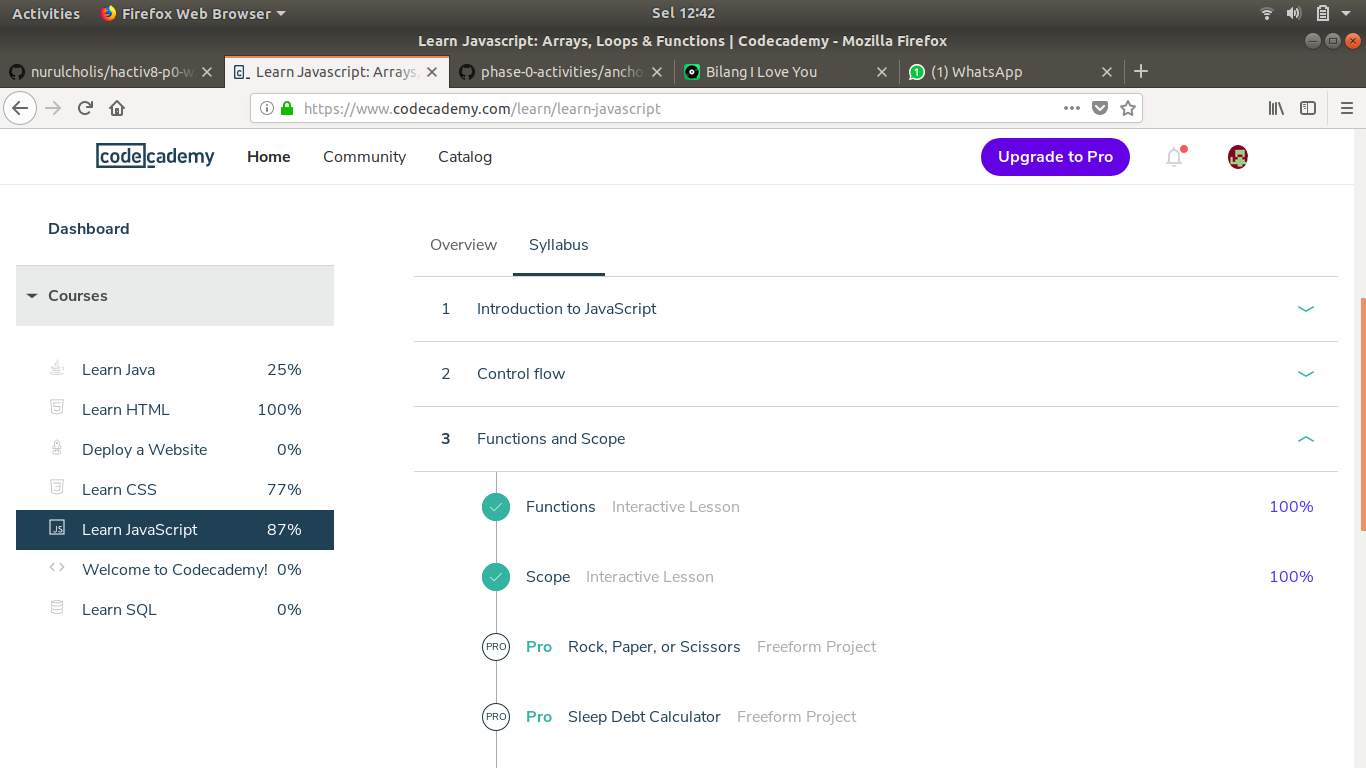 Activities Firefox Web Browser Sel 12:42
Learn Javascript: Arrays, Loops & Functions | Codecademy - Mozilla Firefox
nurulcholis/hactiv8-p0-w Learn Javascript: Arrays, phase-0-activities/ancho Bilang I Love You (1) WhatsApp
https://www.codecademy.com/learn/learn-javascript
codecademy Home Community Catalog Upgrade to Pro
Dashboard
Courses
Learn Java 25%
Learn HTML 100%
Deploy a Website 0%
Learn CSS 77%
JS Learn JavaScript 87%
Welcome to Codecademy! 0%
Learn SQL 0%
Overview Syllabus
1 Introduction to JavaScript
2 Control flow
3 Functions and Scope
Functions Interactive Lesson 100%
Scope Interactive Lesson 100%
PRO Pro Rock, Paper, or Scissors Freeform Project
PRO Pro Sleep Debt Calculator Freeform Project